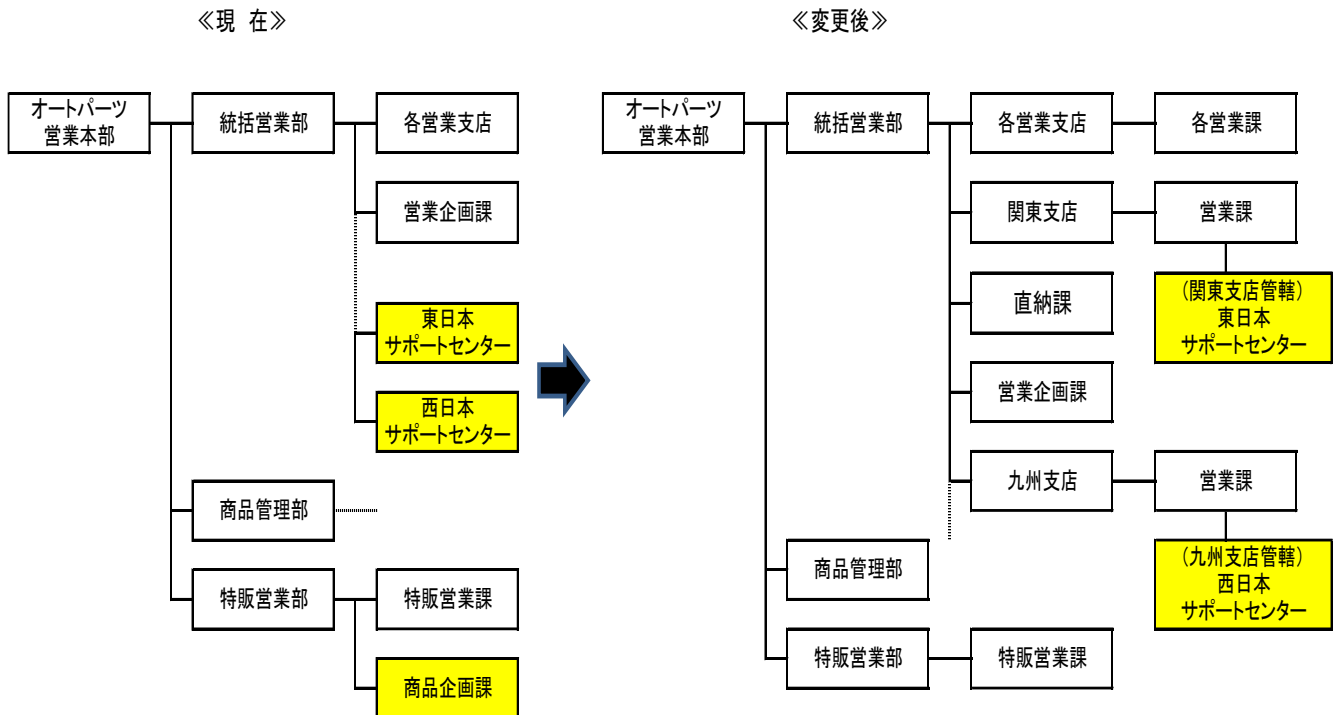 ≪現 在≫
オートパーツ
営業本部
統括営業部
各営業支店
営業企画課
東日本
サポートセンター
西日本
サポートセンター
商品管理部
特販営業部
特販営業課
商品企画課
≪変更後≫
オートパーツ
営業本部
統括営業部
各営業支店
各営業課
関東支店
営業課
(関東支店管轄)
東日本
サポートセンター
直納課
営業企画課
九州支店
営業課
(九州支店管轄)
西日本
サポートセンター
商品管理部
特販営業部
特販営業課